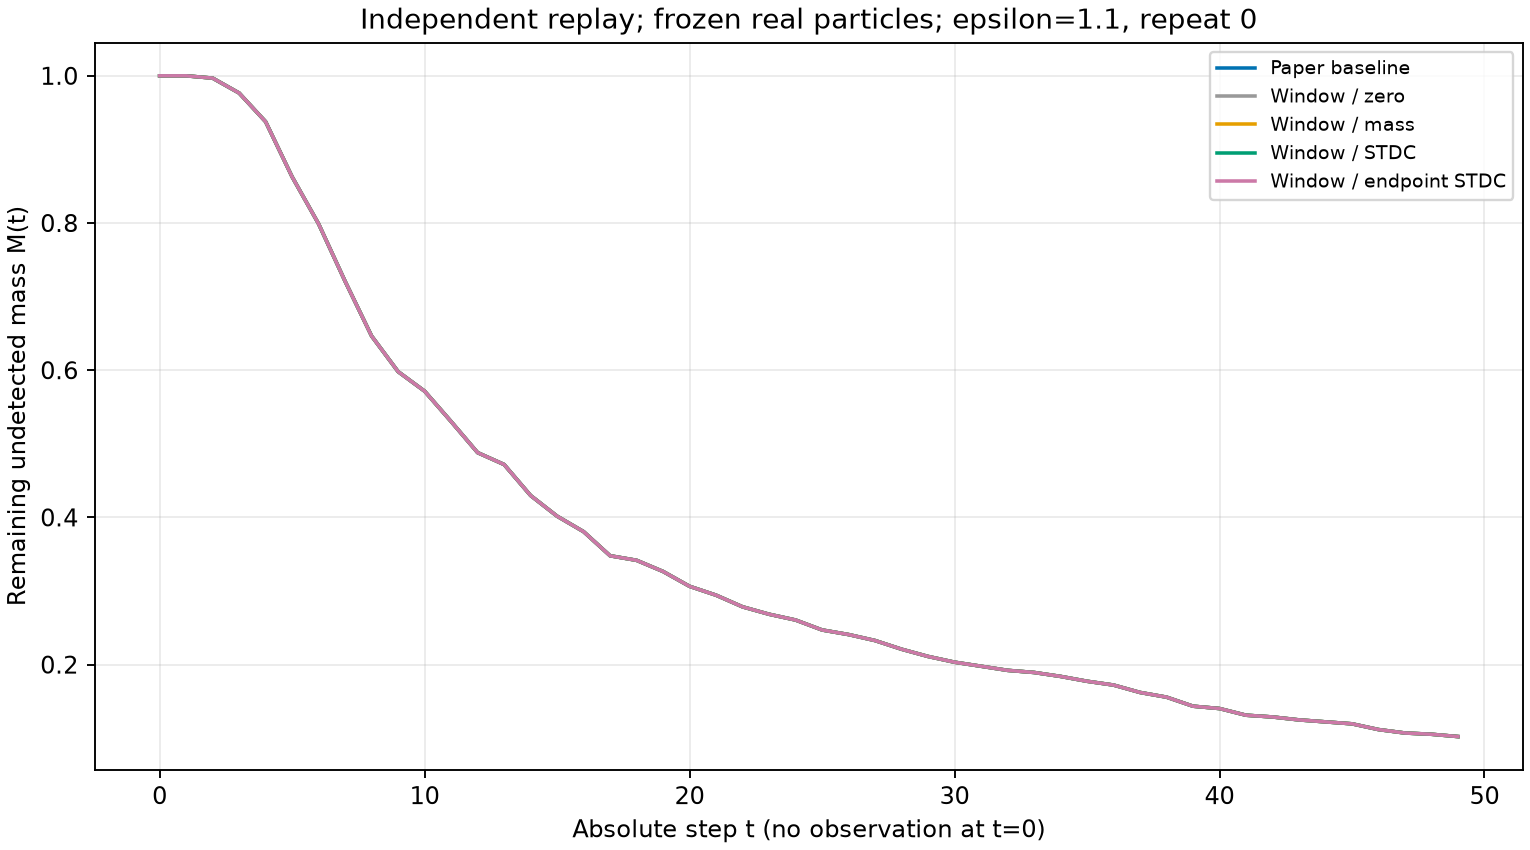 Independent replay; frozen real particles; epsilon=1.1, repeat 0
Paper baseline
Window / zero
Window / mass
Window / STDC
Window / endpoint STDC
Remaining undetected mass M(t)
1.0
0.8
0.6
0.4
0.2
0 10 20 30 40 50
Absolute step t (no observation at t=0)